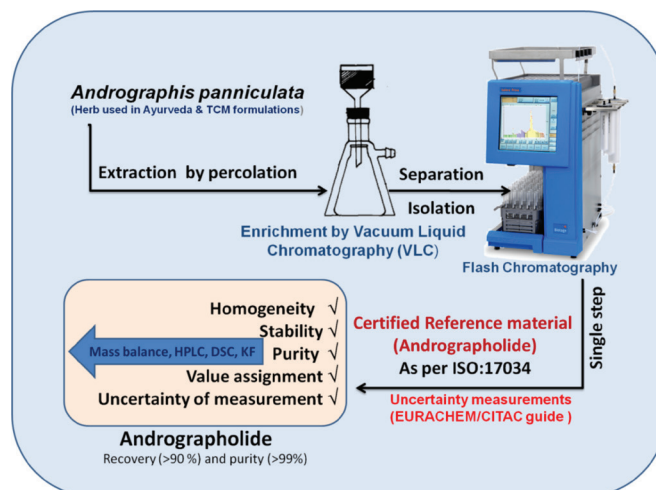 Andrographis panniculata
(Herb used in Ayurveda & TCM formulations)
Extraction by percolation
Separation
Isolation
Enrichment by Vacuum Liquid
Chromatography (VLC)
Flash Chromatography
Single step
Homogeneity √
Stability √
Mass balance, HPLC, DSC, KF
Purity √
Value assignment √
Uncertainty of measurement √
Certified Reference material
(Andrographolide)
As per ISO:17034
Uncertainty measurements
(EURACHEM/CITAC guide )
Andrographolide
Recovery (>90 %) and purity (>99%)